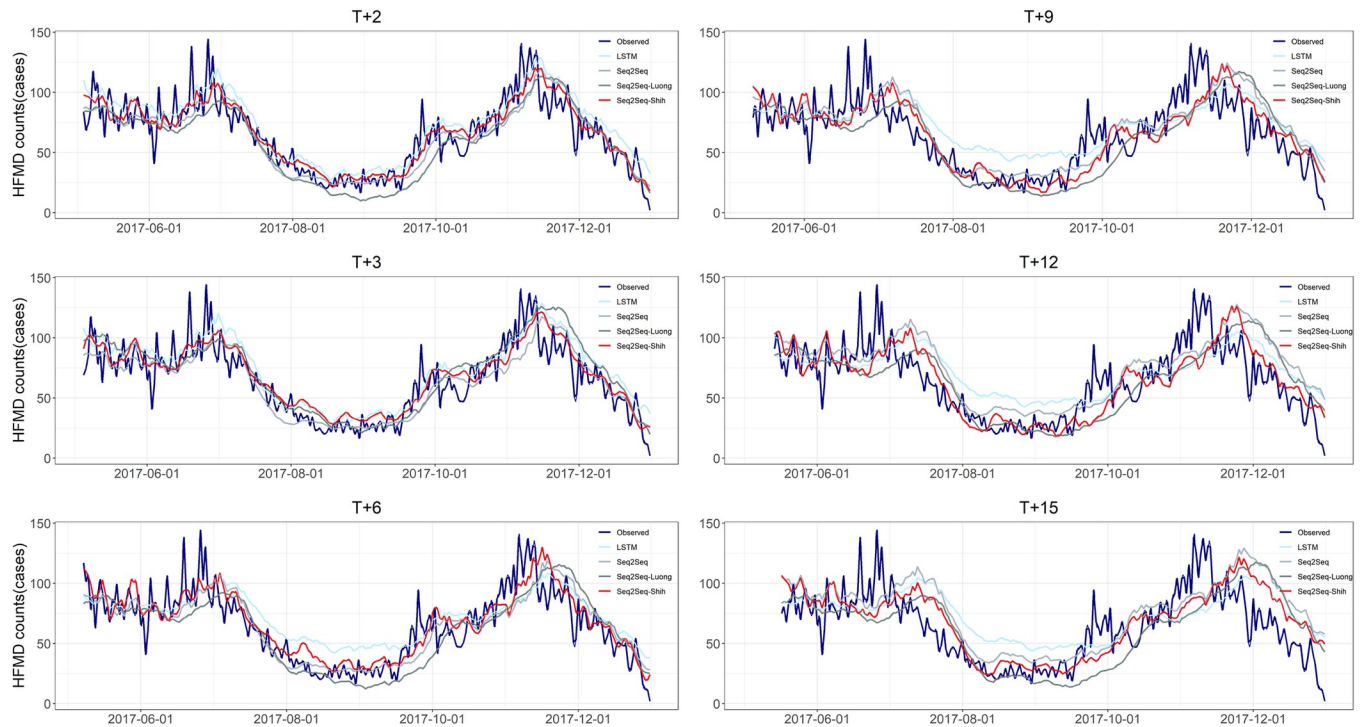 T+2
HFMD counts(cases)
150
100
50
0
2017-06-01
2017-08-01
2017-10-01
2017-12-01
Observed
LSTM
Seq2Seq
Seq2Seq-Luong
Seq2Seq-Shih
T+9
150
100
50
0
2017-06-01
2017-08-01
2017-10-01
2017-12-01
Observed
LSTM
Seq2Seq
Seq2Seq-Luong
Seq2Seq-Shih
T+3
HFMD counts(cases)
150
100
50
0
2017-06-01
2017-08-01
2017-10-01
2017-12-01
Observed
LSTM
Seq2Seq
Seq2Seq-Luong
Seq2Seq-Shih
T+12
150
100
50
0
2017-06-01
2017-08-01
2017-10-01
2017-12-01
Observed
LSTM
Seq2Seq
Seq2Seq-Luong
Seq2Seq-Shih
T+6
HFMD counts(cases)
150
100
50
0
2017-06-01
2017-08-01
2017-10-01
2017-12-01
Observed
LSTM
Seq2Seq
Seq2Seq-Luong
Seq2Seq-Shih
T+15
150
100
50
0
2017-06-01
2017-08-01
2017-10-01
2017-12-01
Observed
LSTM
Seq2Seq
Seq2Seq-Luong
Seq2Seq-Shih